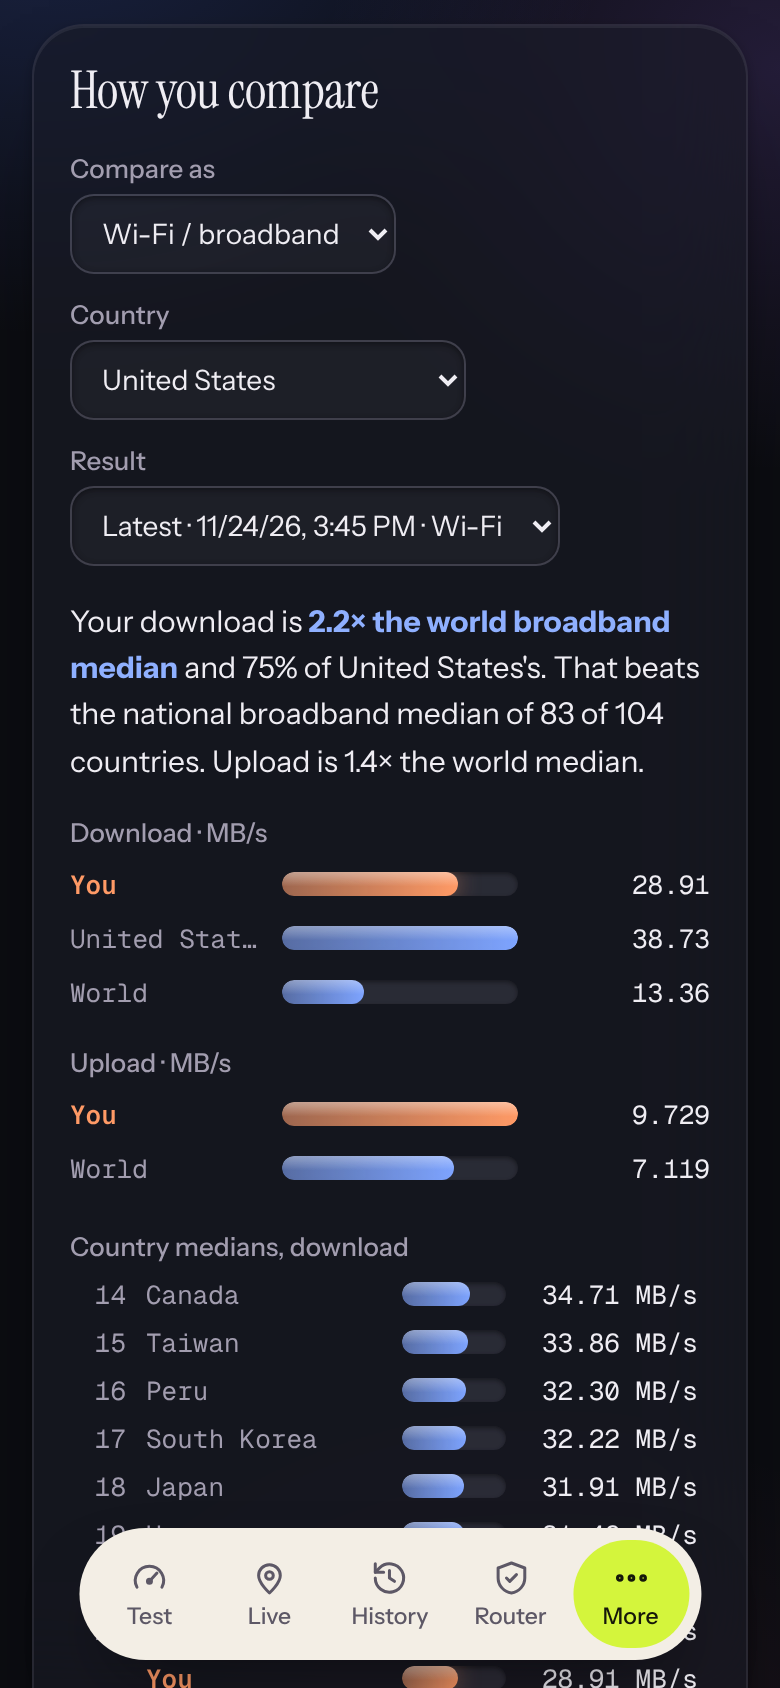 How you compare
Compare as
Wi-Fi / broadband
Country
United States
Result
Latest · 11/24/26, 3:45 PM · Wi-Fi
Your download is 2.2× the world broadband
median and 75% of United States's. That beats
the national broadband median of 83 of 104
countries. Upload is 1.4× the world median.
Download · MB/s
You 28.91
United Stat… 38.73
World 13.36
Upload · MB/s
You 9.729
World 7.119
Country medians, download
14 Canada 34.71 MB/s
15 Taiwan 33.86 MB/s
16 Peru 32.30 MB/s
17 South Korea 32.22 MB/s
18 Japan 31.91 MB/s
Test Live History Router More
You 28.91 MB/s